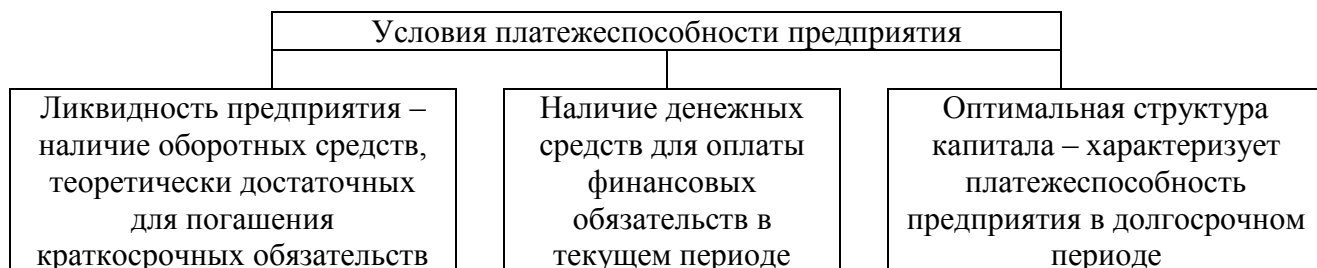 Условия платежеспособности предприятия
Ликвидность предприятия –
наличие оборотных средств,
теоретически достаточных
для погашения
краткосрочных обязательств
Наличие денежных
средств для оплаты
финансовых
обязательств в
текущем периоде
Оптимальная структура
капитала – характеризует
платежеспособность
предприятия в долгосрочном
периоде